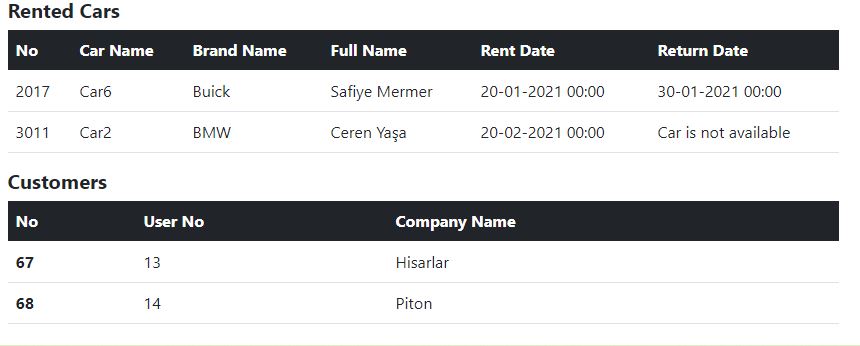 Rented Cars
No Car Name Brand Name Full Name Rent Date Return Date
2017 Car6 Buick Safiye Mermer 20-01-2021 00:00 30-01-2021 00:00
3011 Car2 BMW Ceren Yaşa 20-02-2021 00:00 Car is not available
Customers
No User No Company Name
67 13 Hisarlar
68 14 Piton